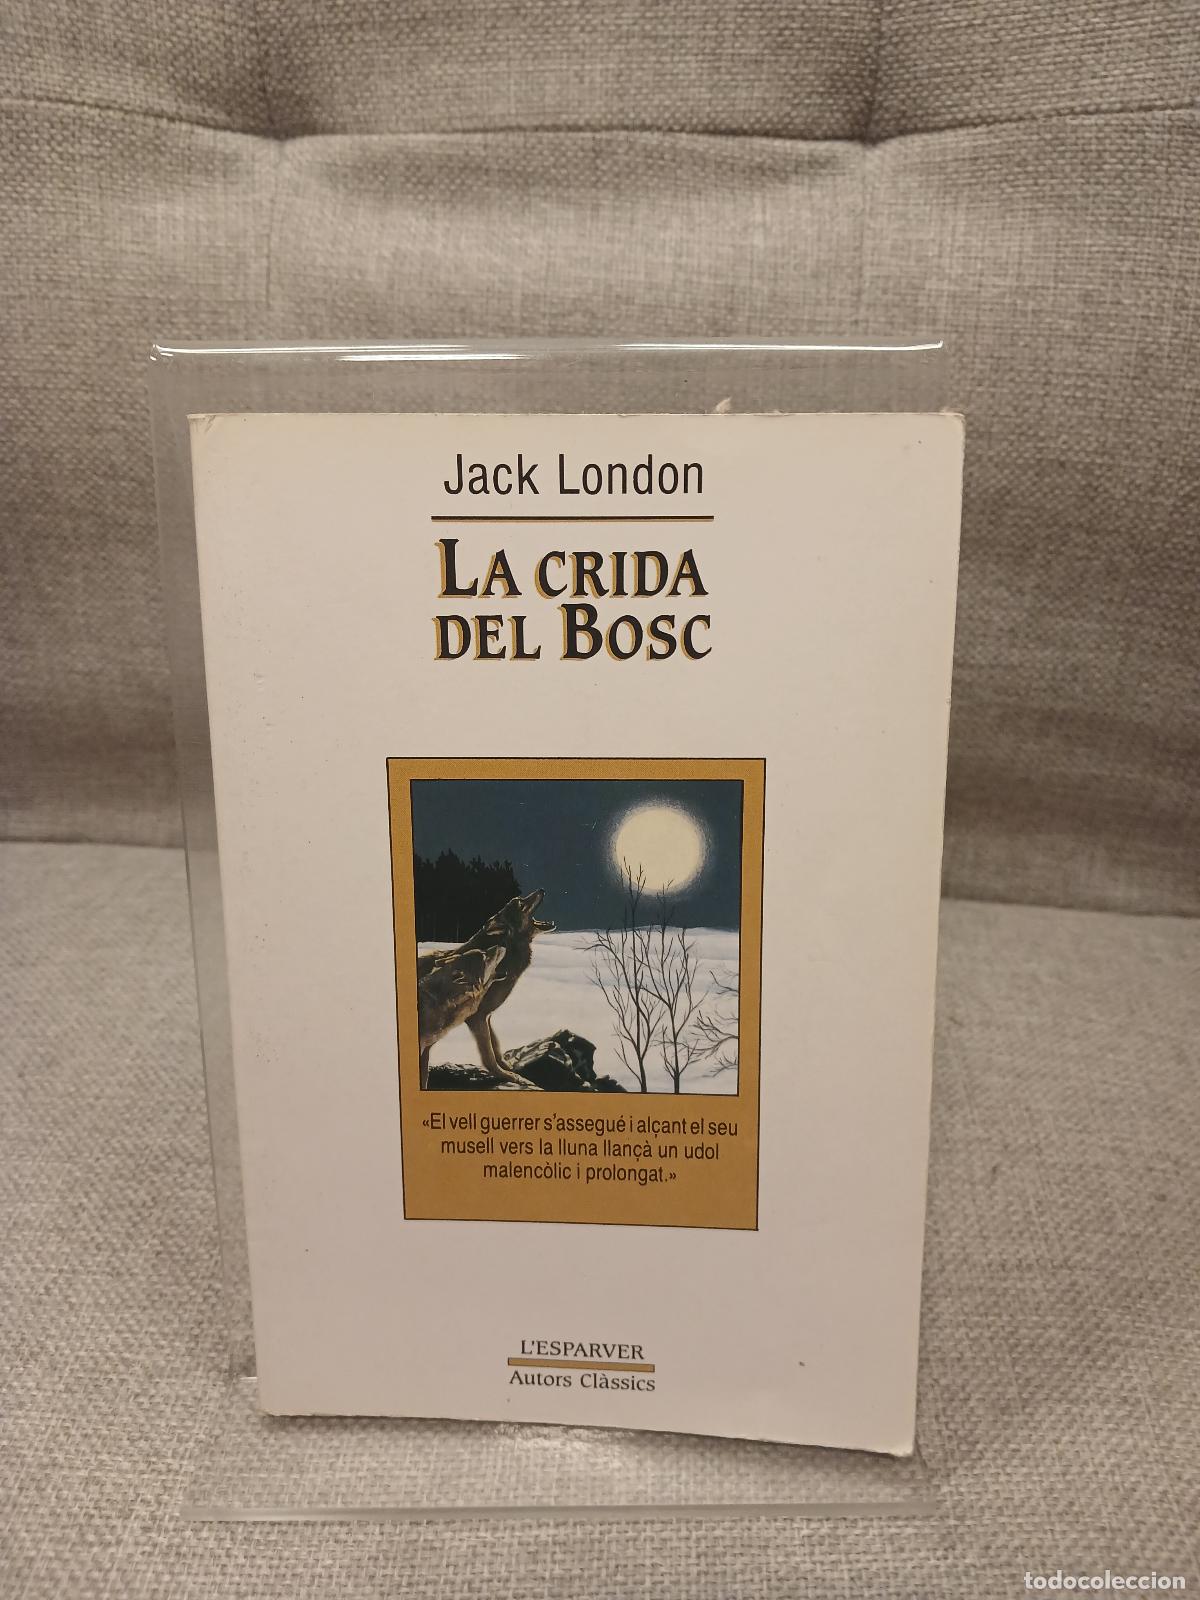 Jack London
LA CRIDA
DEL BOSC
«El vell guerrer s'assegué i alçant el seu
musell vers la lluna llançà un udol
malencòlic i prolongat.»
L'ESPARVER
Autors Clàssics
todocoleccion